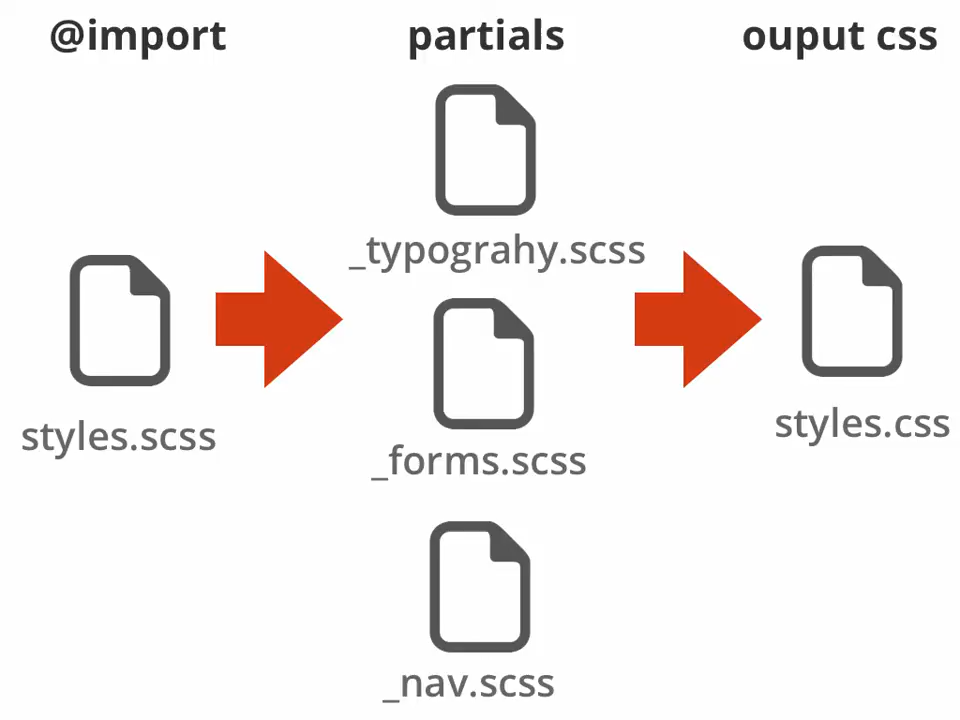 @import
partials
ouput css
_typograhy.scss
styles.scss
_forms.scss
styles.css
_nav.scss